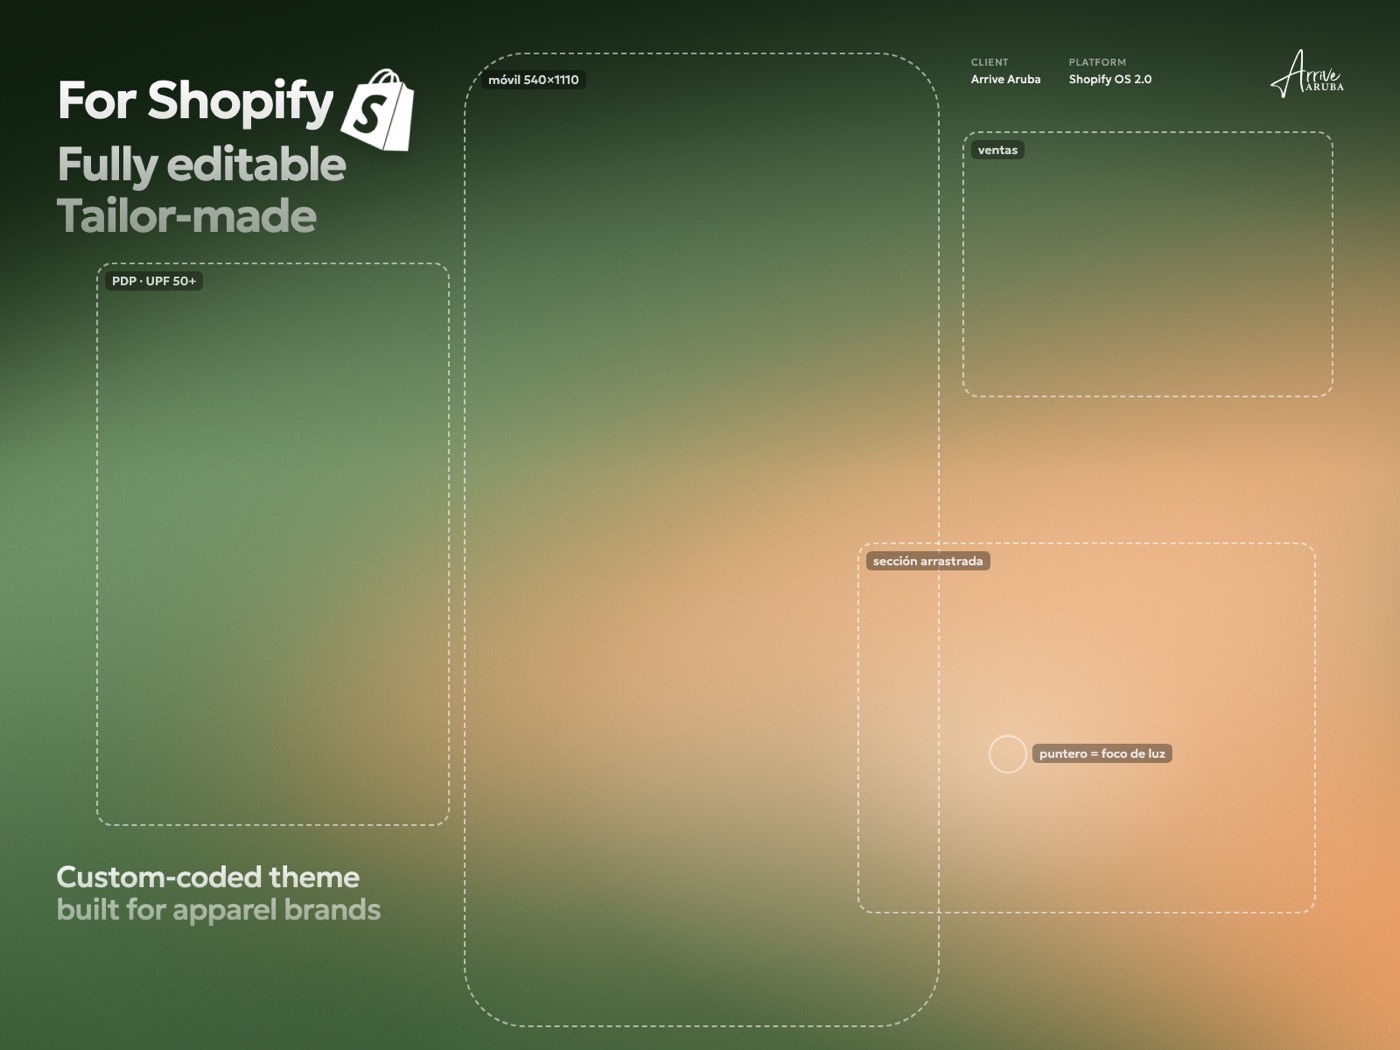 For Shopify
Fully editable
Tailor-made
móvil 540×1110
CLIENT
Arrive Aruba
PLATFORM
Shopify OS 2.0
Arrive
ARUBA
ventas
PDP · UPF 50+
sección arrastrada
puntero = foco de luz
Custom-coded theme
built for apparel brands